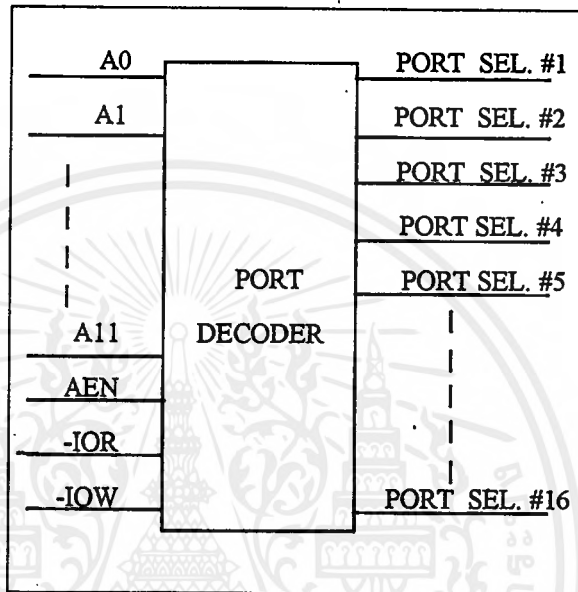 A0
PORT SEL. #1
A1
PORT SEL. #2
PORT SEL. #3
PORT SEL. #4
PORT SEL. #5
PORT
DECODER
A11
AEN
-IOR
-IOW
PORT SEL. #16